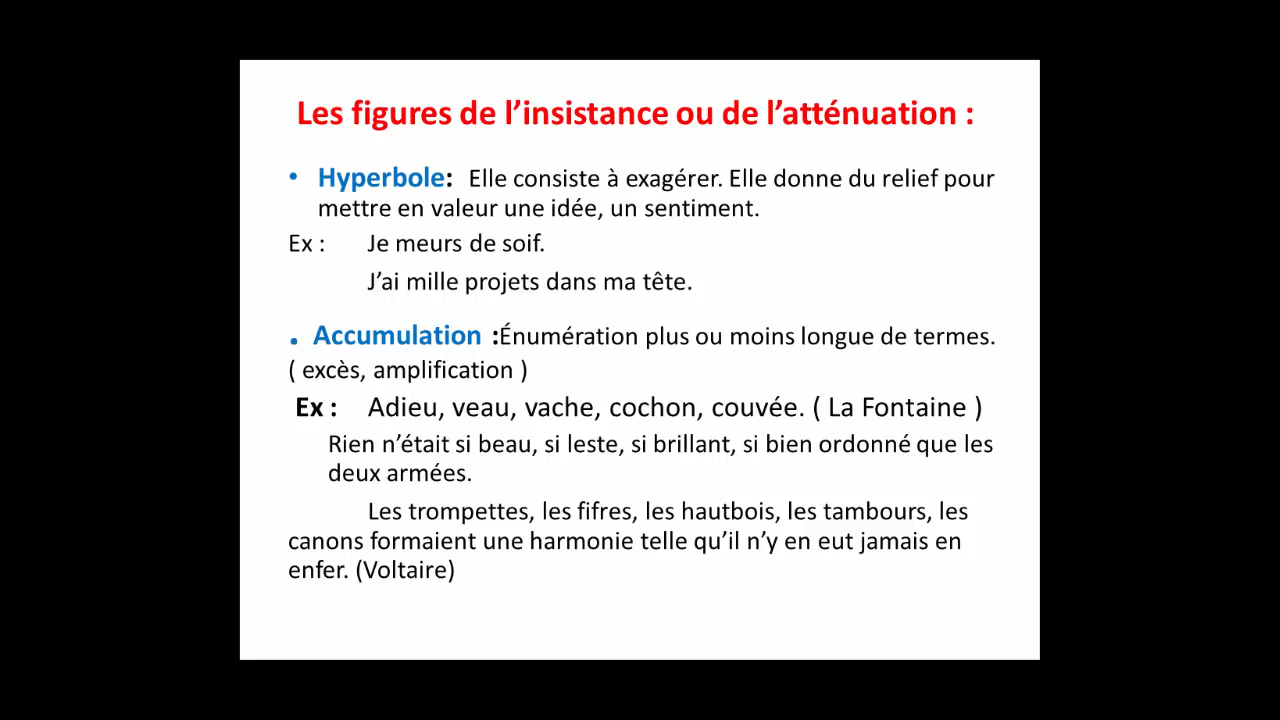 Les figures de l’insistance ou de l’atténuation :
• Hyperbole: Elle consiste à exagérer. Elle donne du relief pour
mettre en valeur une idée, un sentiment.
Ex : Je meurs de soif.
J’ai mille projets dans ma tête.
. Accumulation :Énumération plus ou moins longue de termes.
( excès, amplification )
Ex : Adieu, veau, vache, cochon, couvée. ( La Fontaine )
Rien n’était si beau, si leste, si brillant, si bien ordonné que les
deux armées.
Les trompettes, les fifres, les hautbois, les tambours, les
canons formaient une harmonie telle qu’il n’y en eut jamais en
enfer. (Voltaire)